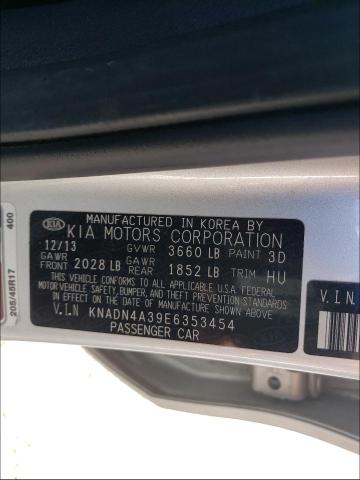 MANUFACTURED IN KOREA BY
KIA KIA MOTORS CORPORATION
12/13 GVWR 3660 LB PAINT 3D
GAWR FRONT 2028 LB GAWR REAR 1852 LB TRIM HU
THIS VEHICLE CONFORMS TO ALL APPLICABLE U.S.A FEDERAL
MOTOR VEHICLE SAFETY, BUMPER, AND THEFT PREVENTION STANDARDS
IN EFFECT ON THE DATE OF MANUFACTURE SHOWN ABOVE.
V.I.N KNADN4A39E6353454
PASSENGER CAR
400
205/45R17
V.I.N